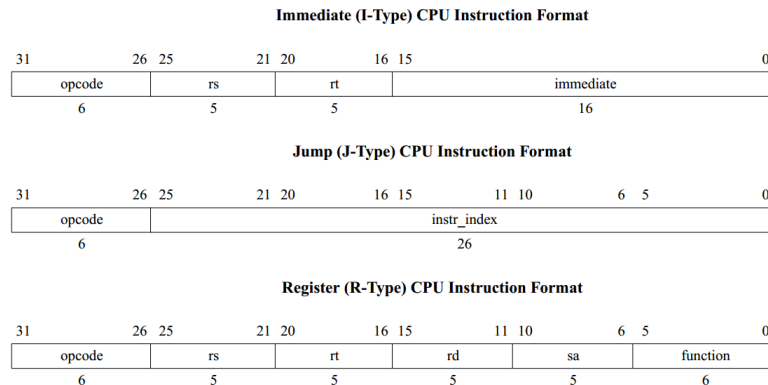 Immediate (I-Type) CPU Instruction Format
31 26 25 21 20 16 15 0
opcode rs rt immediate
6 5 5 16
Jump (J-Type) CPU Instruction Format
31 26 25 21 20 16 15 11 10 6 5 0
opcode instr_index
6 26
Register (R-Type) CPU Instruction Format
31 26 25 21 20 16 15 11 10 6 5 0
opcode rs rt rd sa function
6 5 5 5 5 6